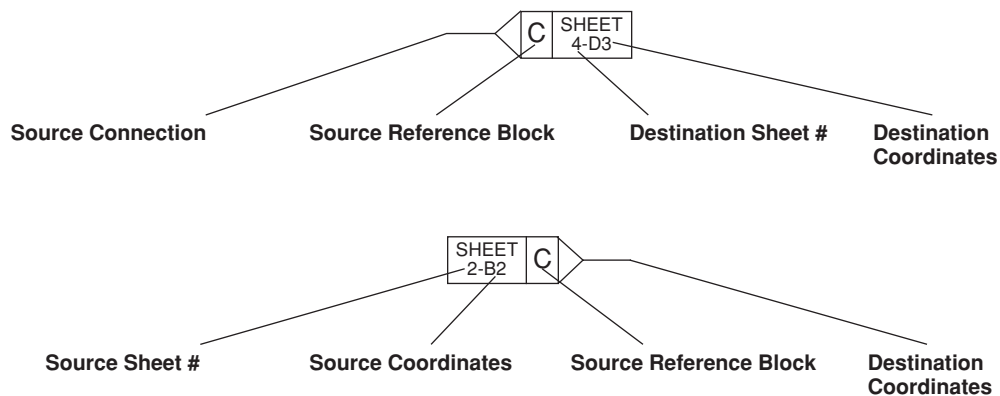 C
SHEET
4-D3
Source Connection
Source Reference Block
Destination Sheet #
Destination
Coordinates
SHEET
2-B2
C
Source Sheet #
Source Coordinates
Source Reference Block
Destination
Coordinates